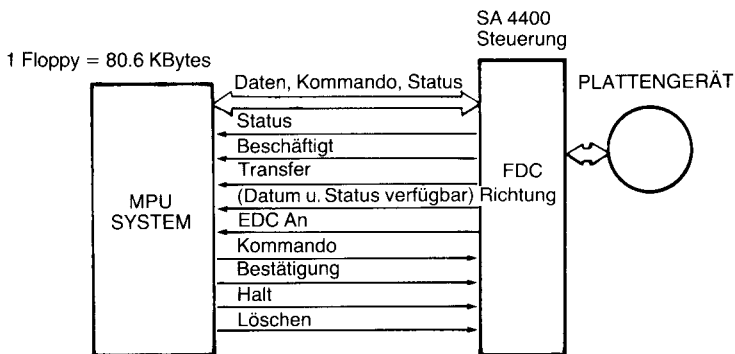 SA 4400
Steuerung
1 Floppy = 80.6 KBytes
Daten, Kommando, Status
PLATTENGERÄT
Status
Beschäftigt
Transfer
(Datum u. Status verfügbar) Richtung
EDC An
Kommando
Bestätigung
Halt
Löschen
MPU
SYSTEM
FDC